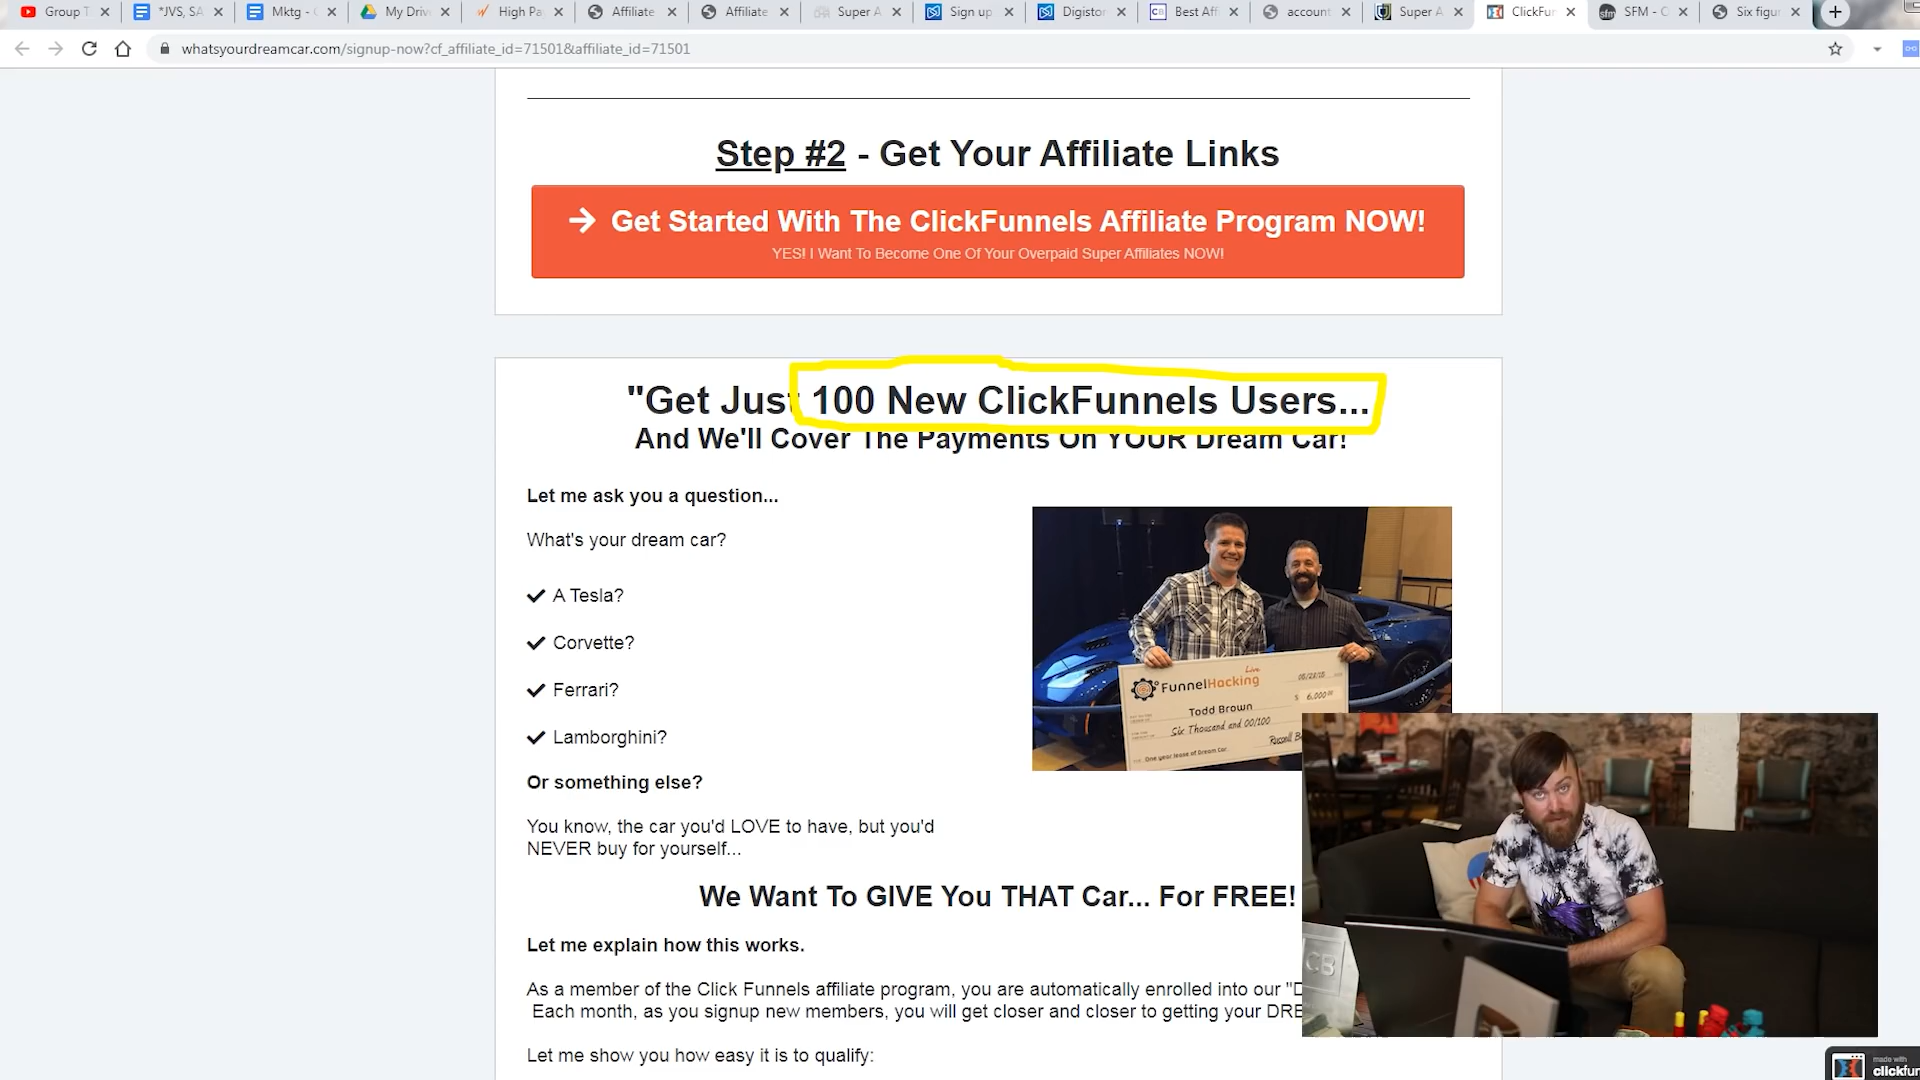 Group T
*JVS, SA
Mktg - C
My Driv
High Pa
Affiliate
Affiliate
Super A
Sign up
Digistor
Best Affi
account
Super A
ClickFun
SFM - C
Six figur
whatsyourdreamcar.com/signup-now?cf_affiliate_id=71501&affiliate_id=71501
Step #2 - Get Your Affiliate Links
Get Started With The ClickFunnels Affiliate Program NOW!
YES! I Want To Become One Of Your Overpaid Super Affiliates NOW!
"Get Just 100 New ClickFunnels Users...
And We'll Cover The Payments On YOUR Dream Car!
Let me ask you a question...
What's your dream car?
A Tesla?
Corvette?
Ferrari?
Lamborghini?
Or something else?
You know, the car you'd LOVE to have, but you'd
NEVER buy for yourself...
Live
FunnelHacking
Todd Brown
$ 6,000
Six Thousand and 00/100
One year lease of Dream Car
We Want To GIVE You THAT Car... For FREE!
Let me explain how this works.
As a member of the Click Funnels affiliate program, you are automatically enrolled into our "D
Each month, as you signup new members, you will get closer and closer to getting your DRE
Let me show you how easy it is to qualify:
CB
made with
clickfun